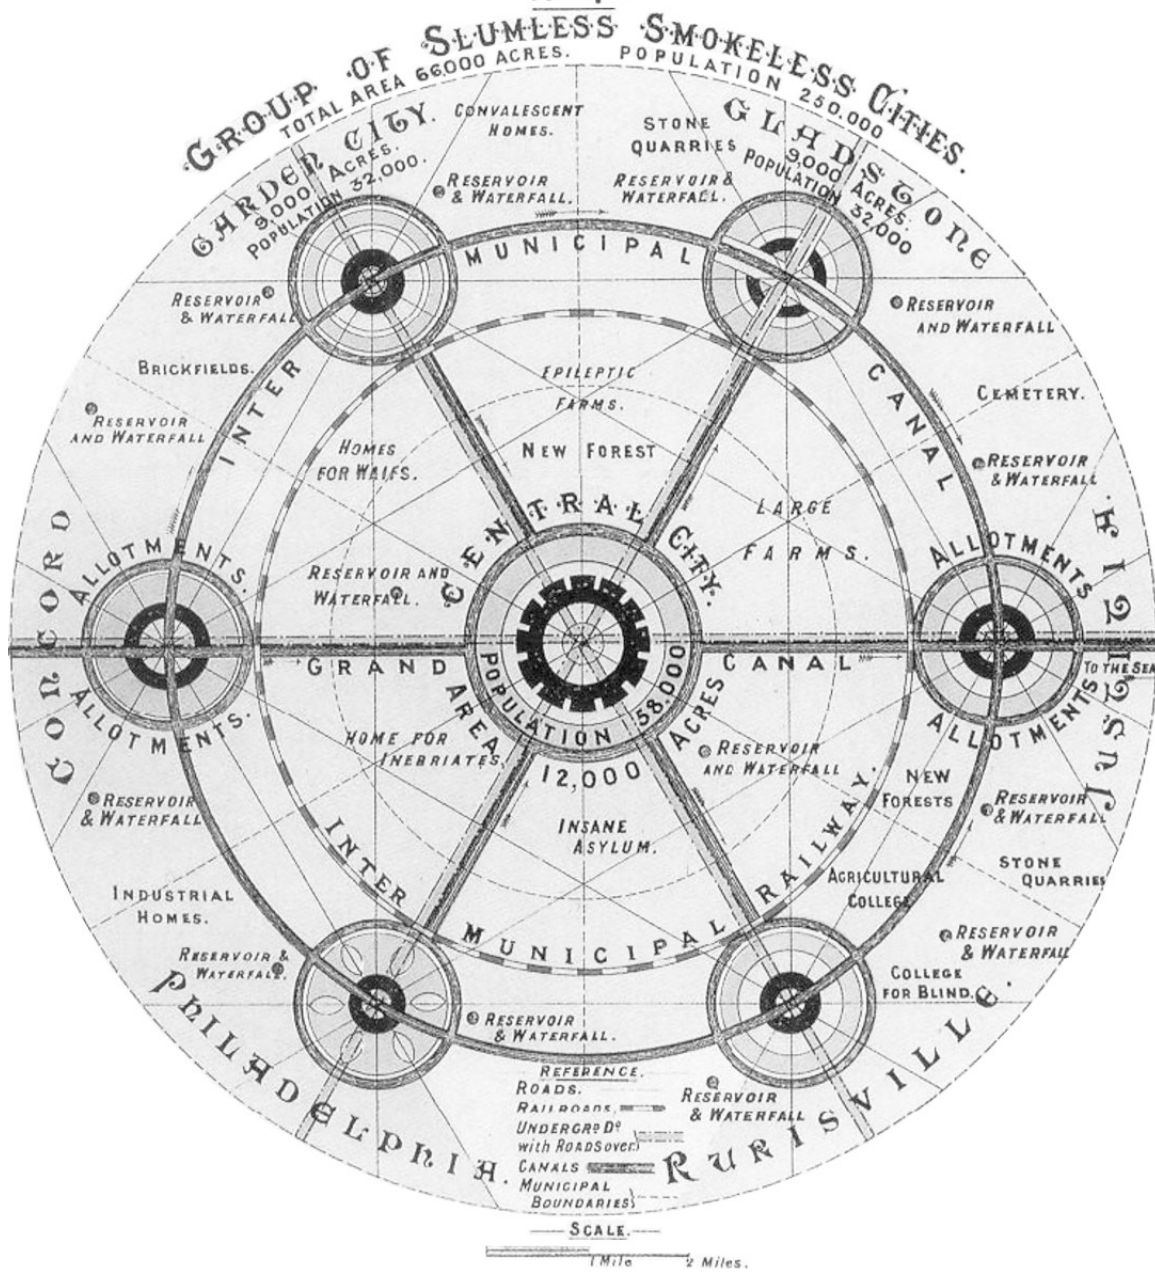 GROUP OF SLUMLESS SMOKELESS CITIES.
TOTAL AREA 66,000 ACRES. POPULATION 250,000
GARDEN CITY.
9,000 ACRES.
POPULATION 32,000.
CONVALESCENT
HOMES.
STONE
QUARRIES
GLADSTONE
9,000 ACRES.
POPULATION 32,000
RESERVOIR
& WATERFALL.
RESERVOIR &
WATERFALL.
INTER MUNICIPAL CANAL
RESERVOIR
& WATERFALL
RESERVOIR
AND WATERFALL
BRICKFIELDS.
EPILEPTIC
FARMS.
CEMETERY.
RESERVOIR
AND WATERFALL
HOMES
FOR WAIFS.
NEW FOREST
RESERVOIR
& WATERFALL
LARGE
FARMS.
CENTRAL CITY.
CONCORD
ALLOTMENTS.
RESERVOIR AND
WATERFALL.
ALLOTMENTS
JUSTITIA
GRAND CANAL
TO THE SEA
POPULATION 58,000
AREA 12,000 ACRES
ALLOTMENTS.
ALLOTMENTS
HOME FOR
INEBRIATES.
RESERVOIR
AND WATERFALL
NEW
FORESTS
RESERVOIR
& WATERFALL
RESERVOIR
& WATERFALL
INSANE
ASYLUM.
INTER MUNICIPAL RAILWAY.
STONE
QUARRIES
AGRICULTURAL
COLLEGE
INDUSTRIAL
HOMES.
RESERVOIR
& WATERFALL
RESERVOIR &
WATERFALL.
COLLEGE
FOR BLIND.
PHILADELPHIA.
RURISVILLE.
RESERVOIR
& WATERFALL.
RESERVOIR
& WATERFALL
REFERENCE.
ROADS.
RAILROADS.
UNDERGRD Do
with ROADS over.
CANALS
MUNICIPAL
BOUNDARIES
SCALE.
1 Mile 2 Miles.